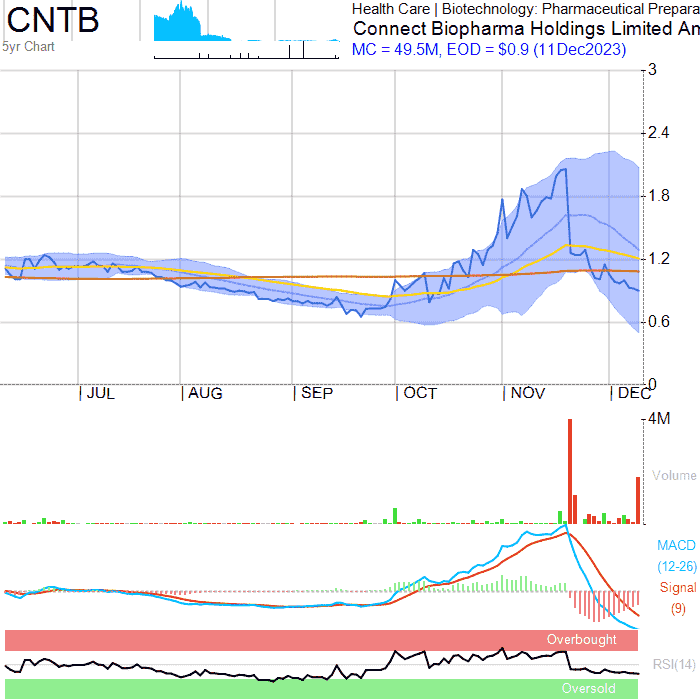 CNTB
5yr Chart
Health Care | Biotechnology: Pharmaceutical Prepara
Connect Biopharma Holdings Limited An
MC = 49.5M, EOD = $0.9 (11Dec2023)
3
2.4
1.8
1.2
0.6
0
JUL AUG SEP OCT NOV DEC
4M
Volume
MACD
(12-26)
Signal
(9)
Overbought
RSI(14)
Oversold